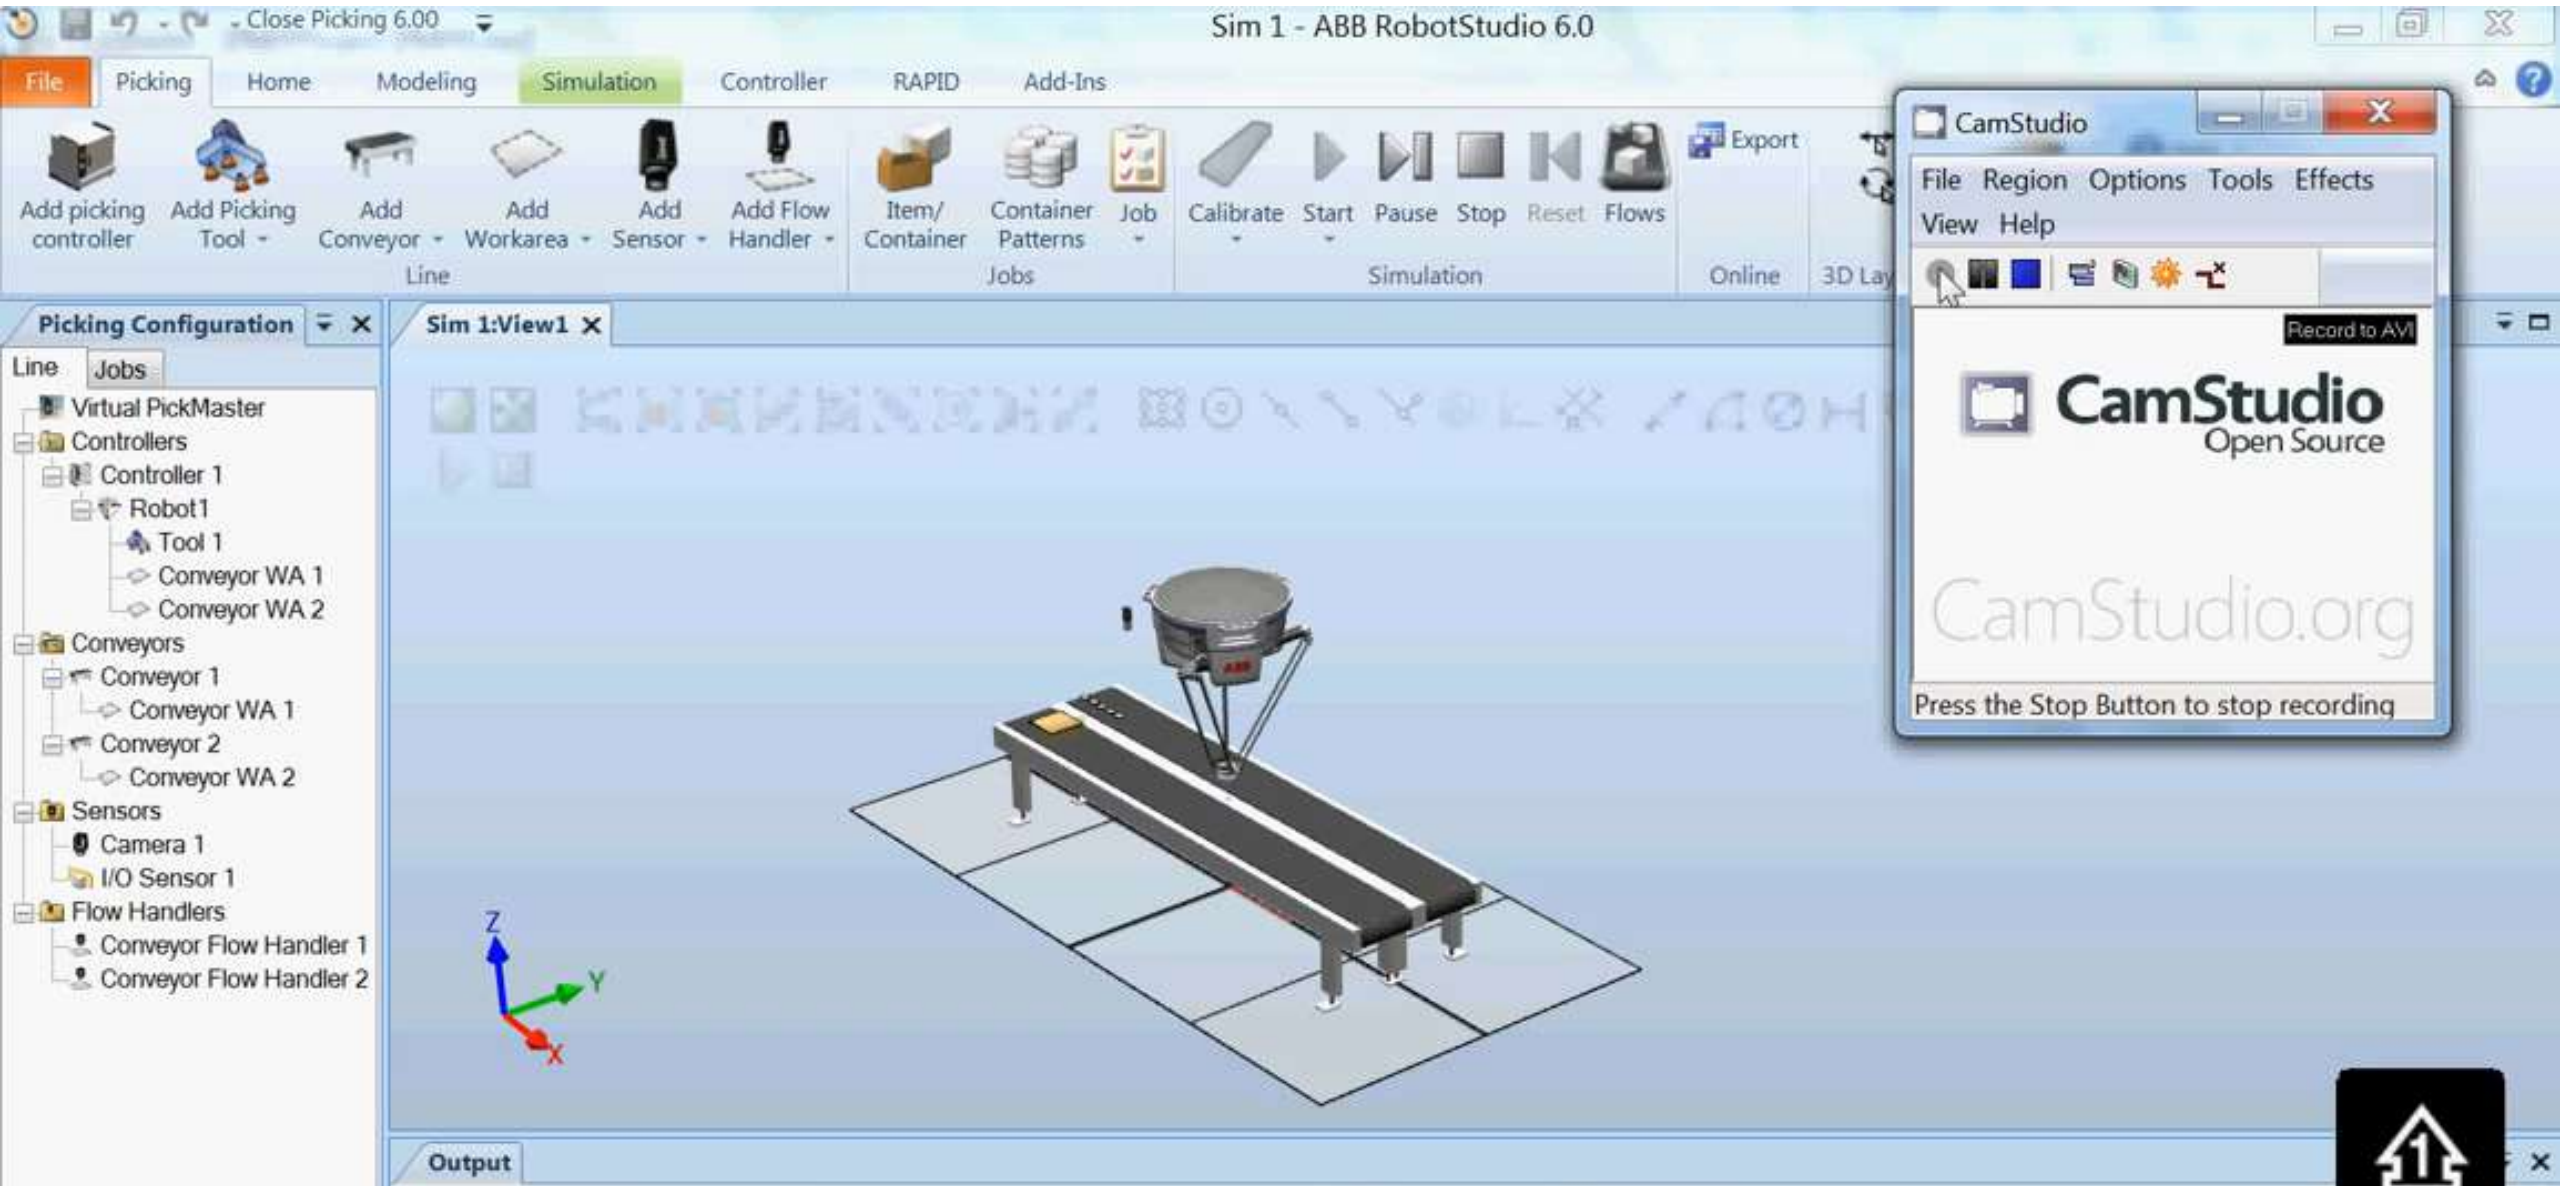 Close Picking 6.00
Sim 1 - ABB RobotStudio 6.0
File Picking Home Modeling Simulation Controller RAPID Add-Ins
Add picking controller
Add Picking Tool
Add Conveyor
Add Workarea
Add Sensor
Add Flow Handler
Line
Item/ Container
Container Patterns
Job
Jobs
Calibrate Start Pause Stop Reset Flows
Simulation
Export
Online
3D Lay
CamStudio
File Region Options Tools Effects
View Help
Record to AVI
CamStudio
Open Source
CamStudio.org
Press the Stop Button to stop recording
Picking Configuration
Line Jobs
Virtual PickMaster
Controllers
Controller 1
Robot1
Tool 1
Conveyor WA 1
Conveyor WA 2
Conveyors
Conveyor 1
Conveyor WA 1
Conveyor 2
Conveyor WA 2
Sensors
Camera 1
I/O Sensor 1
Flow Handlers
Conveyor Flow Handler 1
Conveyor Flow Handler 2
Sim 1:View1
ABB
Z
Y
X
Output
1